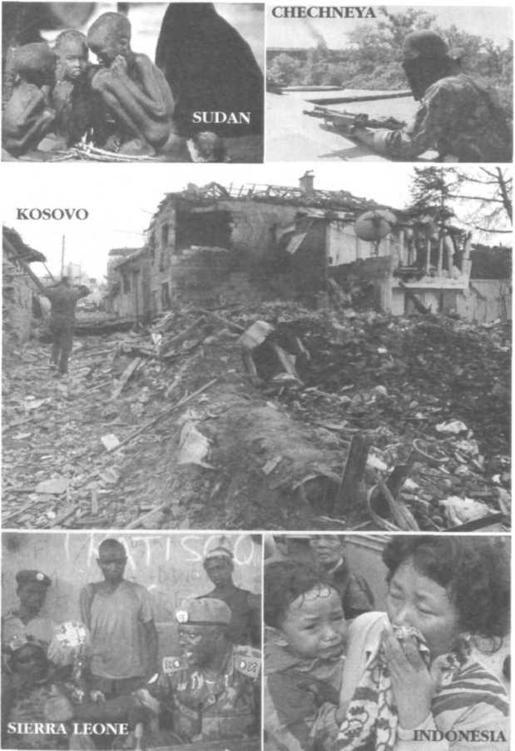 CHECHNEYA
SUDAN
KOSOVO
SIERRA LEONE
INDONESIA